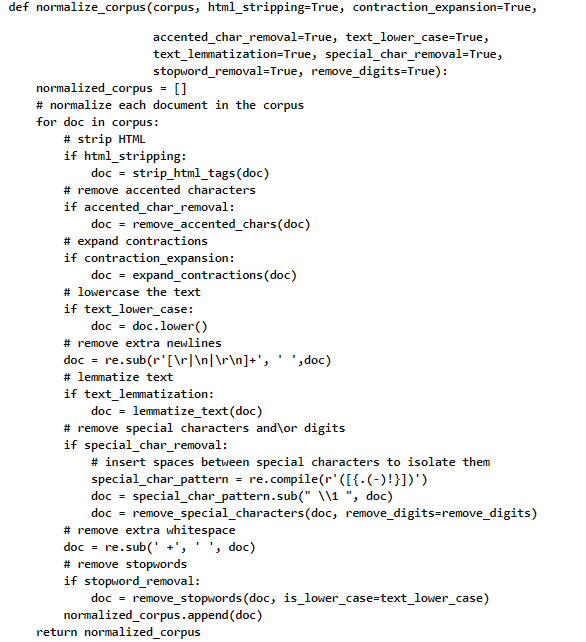 def normalize_corpus(corpus, html_stripping=True, contraction_expansion=True,
                     accented_char_removal=True, text_lower_case=True,
                     text_lemmatization=True, special_char_removal=True,
                     stopword_removal=True, remove_digits=True):
    normalized_corpus = []
    # normalize each document in the corpus
    for doc in corpus:
        # strip HTML
        if html_stripping:
            doc = strip_html_tags(doc)
        # remove accented characters
        if accented_char_removal:
            doc = remove_accented_chars(doc)
        # expand contractions
        if contraction_expansion:
            doc = expand_contractions(doc)
        # lowercase the text
        if text_lower_case:
            doc = doc.lower()
        # remove extra newlines
        doc = re.sub(r'[\r|\n|\r\n]+', ' ',doc)
        # lemmatize text
        if text_lemmatization:
            doc = lemmatize_text(doc)
        # remove special characters and\or digits
        if special_char_removal:
            # insert spaces between special characters to isolate them
            special_char_pattern = re.compile(r'([{.(-)!}])')
            doc = special_char_pattern.sub(" \\1 ", doc)
            doc = remove_special_characters(doc, remove_digits=remove_digits)
        # remove extra whitespace
        doc = re.sub(' +', ' ', doc)
        # remove stopwords
        if stopword_removal:
            doc = remove_stopwords(doc, is_lower_case=text_lower_case)
        normalized_corpus.append(doc)
    return normalized_corpus